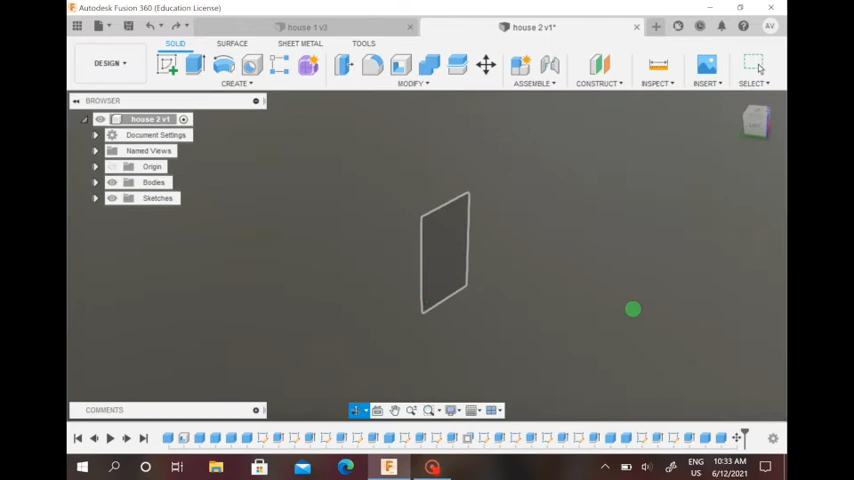 Autodesk Fusion 360 (Education License)
house 1 v3
house 2 v1*
AV
DESIGN
SOLID
SURFACE
SHEET METAL
TOOLS
CREATE
MODIFY
ASSEMBLE
CONSTRUCT
INSPECT
INSERT
SELECT
BROWSER
house 2 v1
Document Settings
Named Views
Origin
Bodies
Sketches
COMMENTS
ENG
US
10:33 AM
6/12/2021